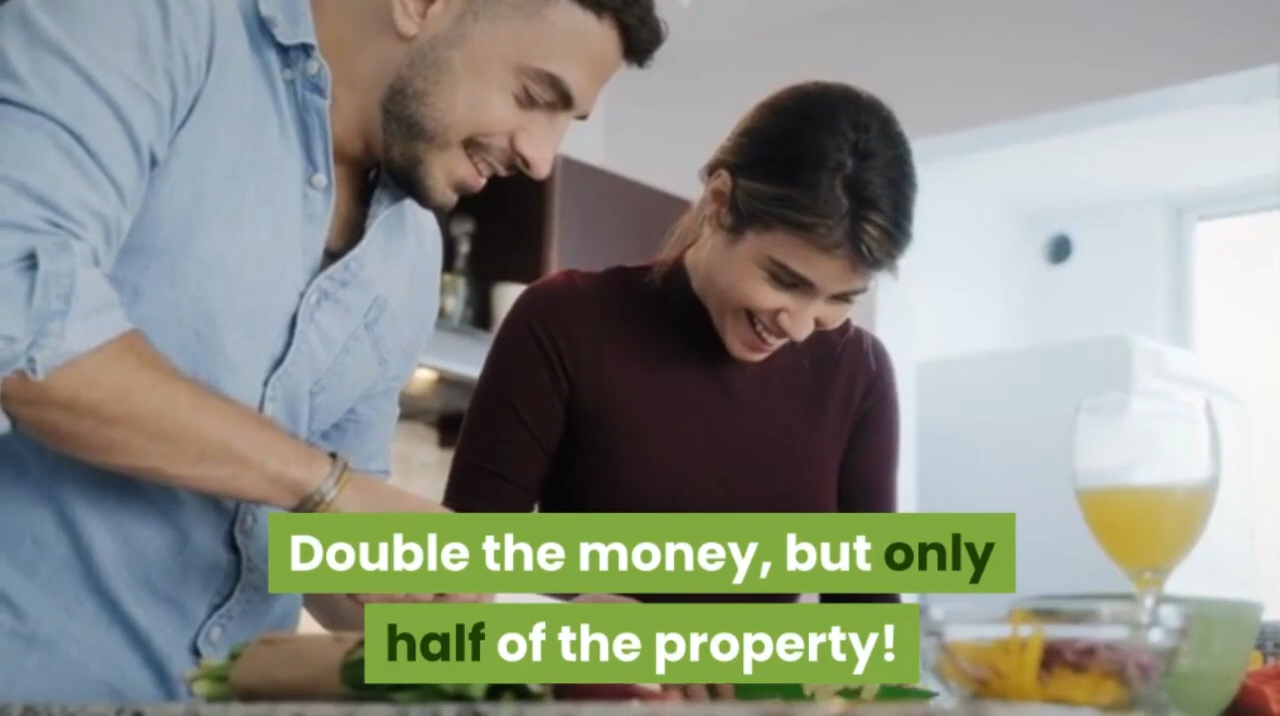 Double the money, but only
half of the property!